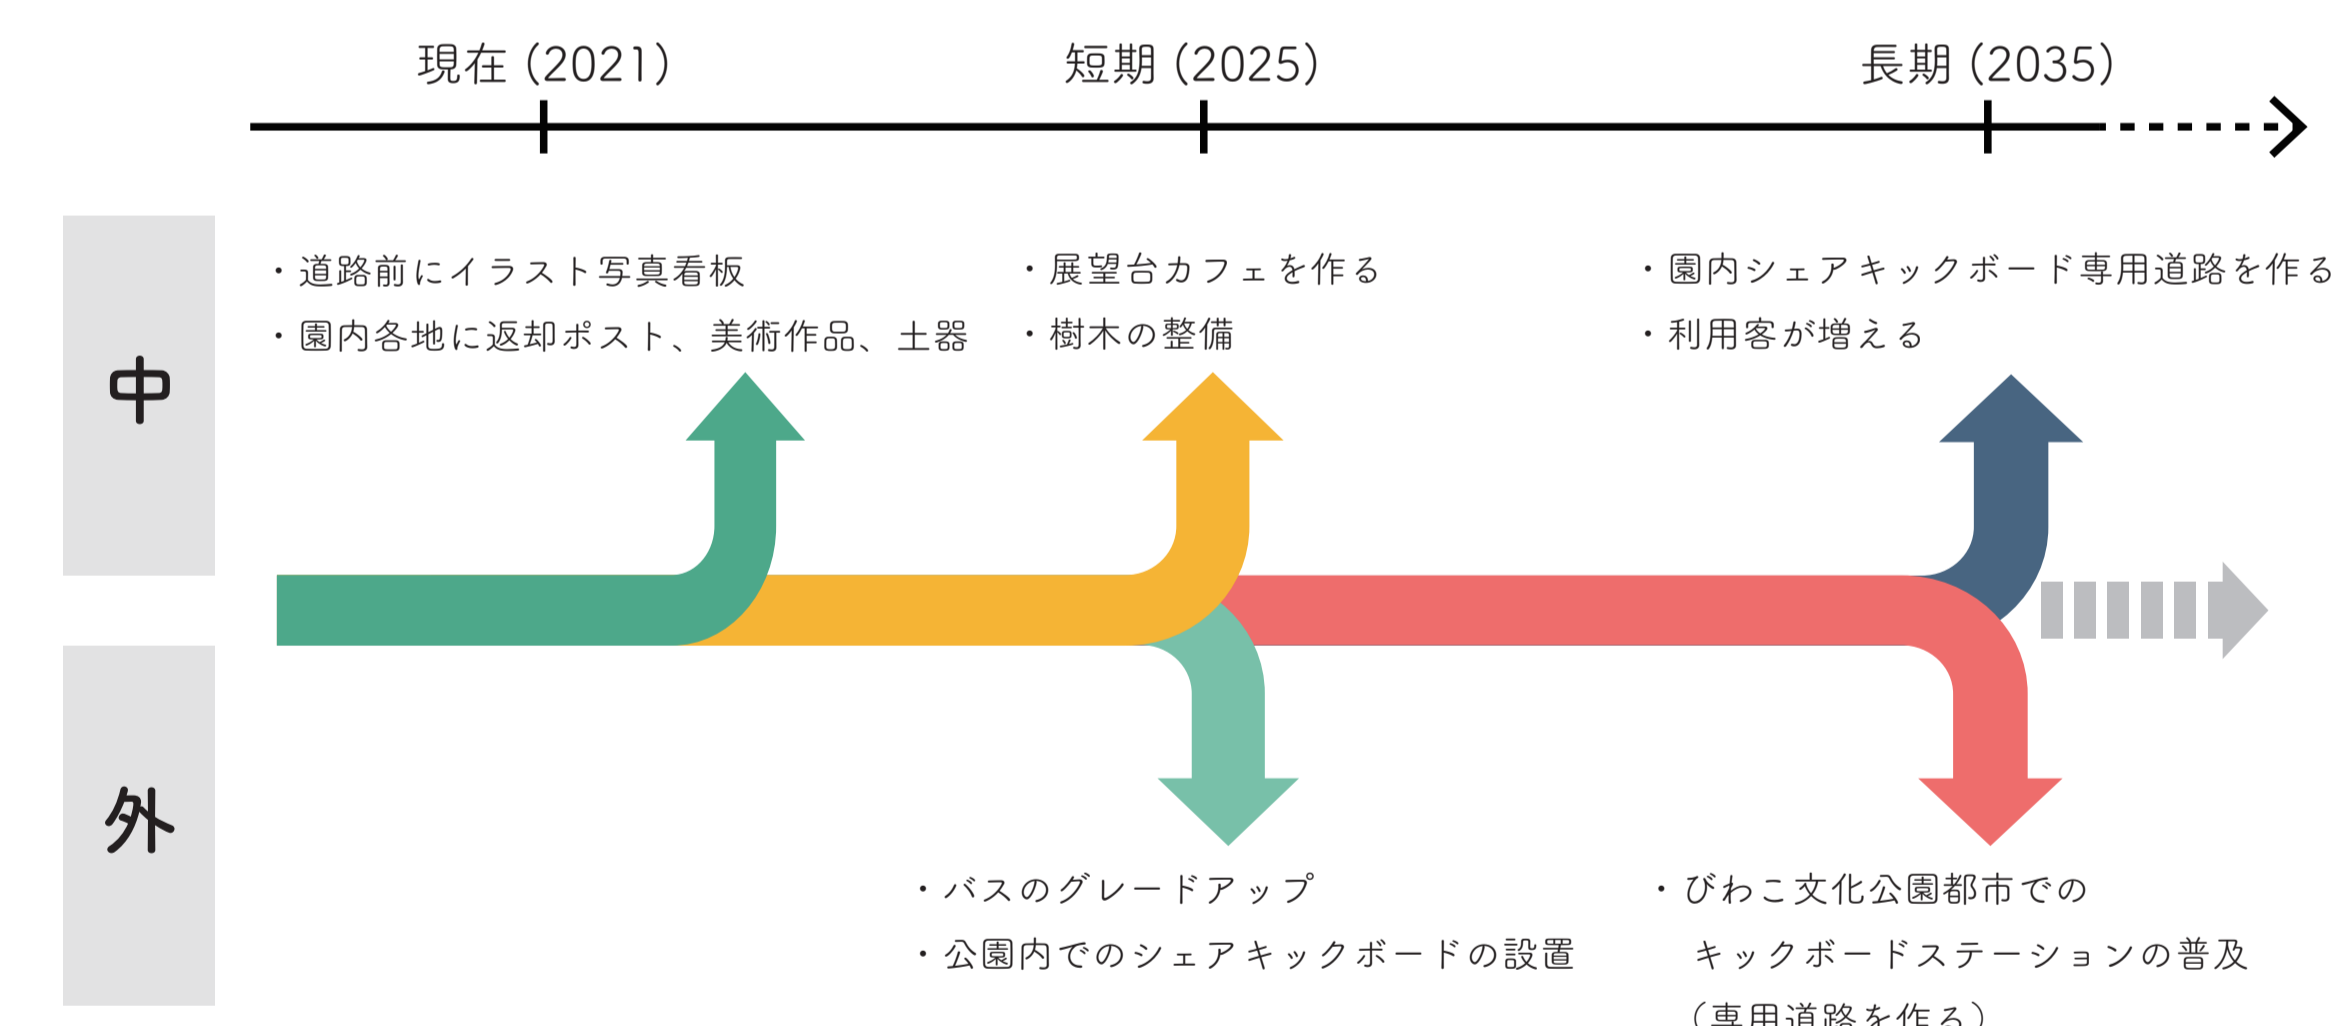 現在 (2021)
短期 (2025)
長期 (2035)
中
・道路前にイラスト写真看板
・園内各地に返却ポスト、美術作品、土器
・展望台カフェを作る
・樹木の整備
・園内シェアキックボード専用道路を作る
・利用客が増える
外
・バスのグレードアップ
・公園内でのシェアキックボードの設置
・びわこ文化公園都市での
キックボードステーションの普及
（専用道路を作る）